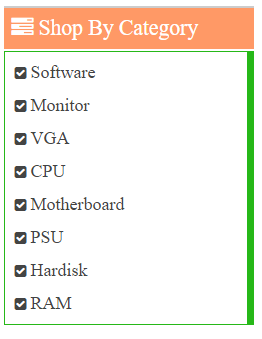 Shop By Category
Software
Monitor
VGA
CPU
Motherboard
PSU
Hardisk
RAM